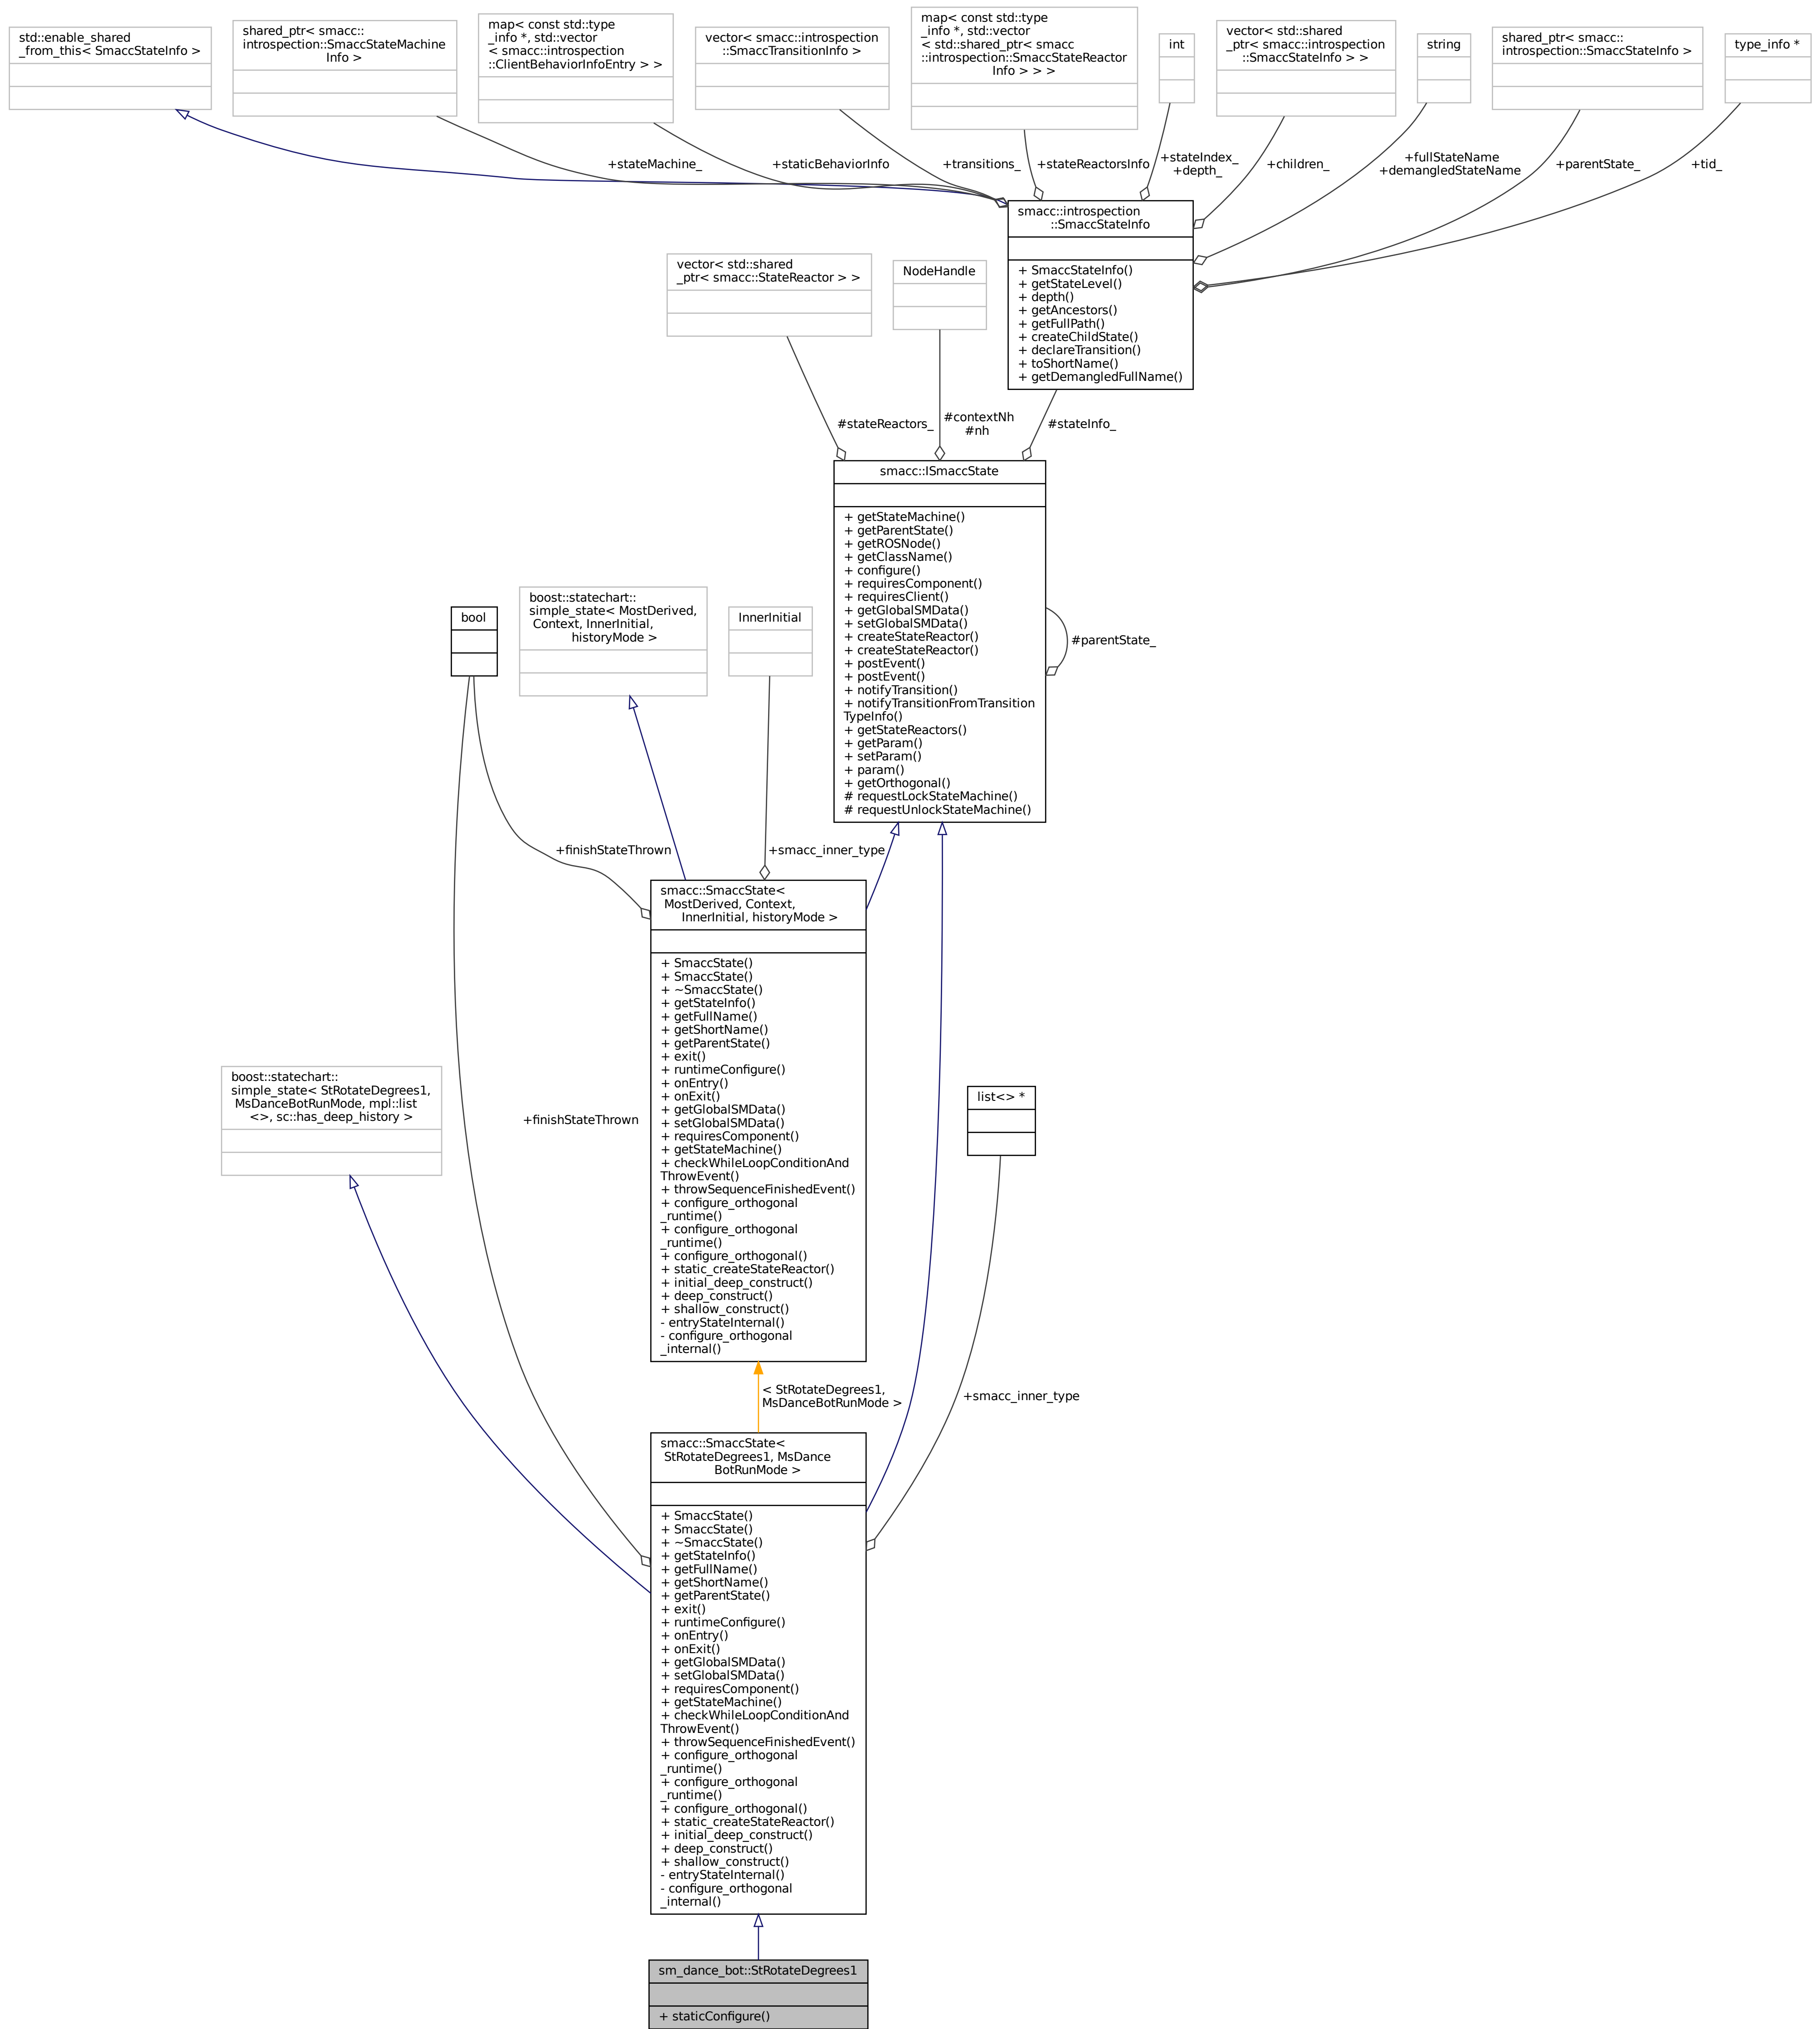 std::enable_shared
_from_this< SmaccStateInfo >
shared_ptr< smacc::
introspection::SmaccStateMachine
Info >
map< const std::type
_info *, std::vector
< smacc::introspection
::ClientBehaviorInfoEntry > >
vector< smacc::introspection
::SmaccTransitionInfo >
map< const std::type
_info *, std::vector
< std::shared_ptr< smacc
::introspection::SmaccStateReactor
Info > > >
int
vector< std::shared
_ptr< smacc::introspection
::SmaccStateInfo > >
string
shared_ptr< smacc::
introspection::SmaccStateInfo >
type_info *
+stateMachine_
+staticBehaviorInfo
+transitions_
+stateReactorsInfo
+stateIndex_
+depth_
+children_
+fullStateName
+demangledStateName
+parentState_
+tid_
smacc::introspection
::SmaccStateInfo
+ SmaccStateInfo()
+ getStateLevel()
+ depth()
+ getAncestors()
+ getFullPath()
+ createChildState()
+ declareTransition()
+ toShortName()
+ getDemangledFullName()
vector< std::shared
_ptr< smacc::StateReactor > >
NodeHandle
#stateReactors_
#contextNh
#nh
#stateInfo_
smacc::ISmaccState
+ getStateMachine()
+ getParentState()
+ getROSNode()
+ getClassName()
+ configure()
+ requiresComponent()
+ requiresClient()
+ getGlobalSMData()
+ setGlobalSMData()
+ createStateReactor()
+ createStateReactor()
+ postEvent()
+ postEvent()
+ notifyTransition()
+ notifyTransitionFromTransition
TypeInfo()
+ getStateReactors()
+ getParam()
+ setParam()
+ param()
+ getOrthogonal()
# requestLockStateMachine()
# requestUnlockStateMachine()
#parentState_
bool
boost::statechart::
simple_state< MostDerived,
Context, InnerInitial,
historyMode >
InnerInitial
+finishStateThrown
+smacc_inner_type
smacc::SmaccState<
MostDerived, Context,
InnerInitial, historyMode >
+ SmaccState()
+ SmaccState()
+ ~SmaccState()
+ getStateInfo()
+ getFullName()
+ getShortName()
+ getParentState()
+ exit()
+ runtimeConfigure()
+ onEntry()
+ onExit()
+ getGlobalSMData()
+ setGlobalSMData()
+ requiresComponent()
+ getStateMachine()
+ checkWhileLoopConditionAnd
ThrowEvent()
+ throwSequenceFinishedEvent()
+ configure_orthogonal
_runtime()
+ configure_orthogonal
_runtime()
+ configure_orthogonal()
+ static_createStateReactor()
+ initial_deep_construct()
+ deep_construct()
+ shallow_construct()
- entryStateInternal()
- configure_orthogonal
_internal()
boost::statechart::
simple_state< StRotateDegrees1,
MsDanceBotRunMode, mpl::list
<>, sc::has_deep_history >
+finishStateThrown
list<> *
< StRotateDegrees1,
MsDanceBotRunMode >
+smacc_inner_type
smacc::SmaccState<
StRotateDegrees1, MsDance
BotRunMode >
+ SmaccState()
+ SmaccState()
+ ~SmaccState()
+ getStateInfo()
+ getFullName()
+ getShortName()
+ getParentState()
+ exit()
+ runtimeConfigure()
+ onEntry()
+ onExit()
+ getGlobalSMData()
+ setGlobalSMData()
+ requiresComponent()
+ getStateMachine()
+ checkWhileLoopConditionAnd
ThrowEvent()
+ throwSequenceFinishedEvent()
+ configure_orthogonal
_runtime()
+ configure_orthogonal
_runtime()
+ configure_orthogonal()
+ static_createStateReactor()
+ initial_deep_construct()
+ deep_construct()
+ shallow_construct()
- entryStateInternal()
- configure_orthogonal
_internal()
sm_dance_bot::StRotateDegrees1
+ staticConfigure()